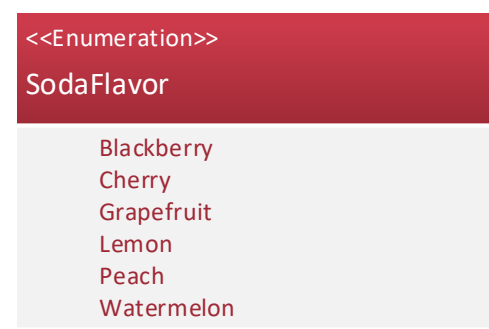 <<Enumeration>>
SodaFlavor
Blackberry
Cherry
Grapefruit
Lemon
Peach
Watermelon